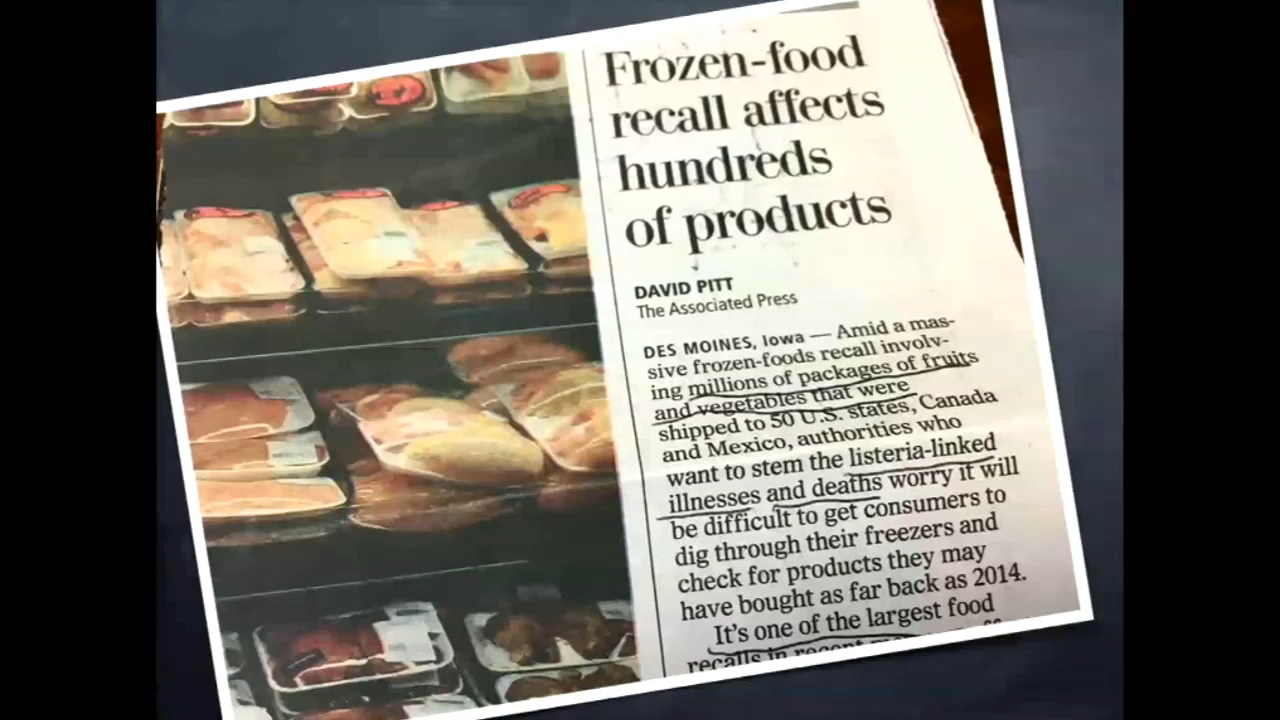 Frozen-food
recall affects
hundreds
of products
DAVID PITT
The Associated Press
DES MOINES, Iowa — Amid a mas-
sive frozen-foods recall involv-
ing millions of packages of fruits
and vegetables that were
shipped to 50 U.S. states, Canada
and Mexico, authorities who
want to stem the listeria-linked
illnesses and deaths worry it will
be difficult to get consumers to
dig through their freezers and
check for products they may
have bought as far back as 2014.
It's one of the largest food
recalls in recent